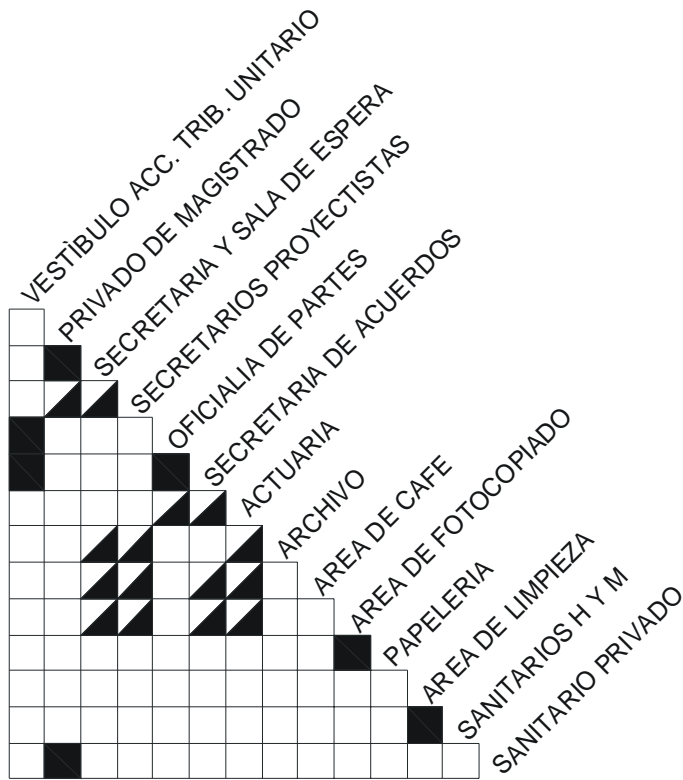 VESTÌBULO ACC. TRIB. UNITARIO
PRIVADO DE MAGISTRADO
SECRETARIA Y SALA DE ESPERA
SECRETARIOS PROYECTISTAS
OFICIALIA DE PARTES
SECRETARIA DE ACUERDOS
ACTUARIA
ARCHIVO
AREA DE CAFE
AREA DE FOTOCOPIADO
PAPELERIA
AREA DE LIMPIEZA
SANITARIOS H Y M
SANITARIO PRIVADO